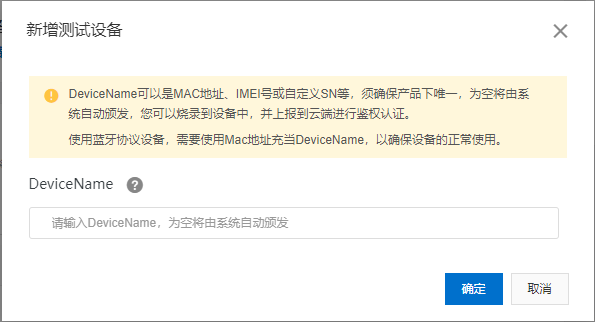 新增测试设备
DeviceName可以是MAC地址、IMEI号或自定义SN等，须确保产品下唯一，为空将由系
统自动颁发，您可以烧录到设备中，并上报到云端进行鉴权认证。
使用蓝牙协议设备，需要使用Mac地址充当DeviceName，以确保设备的正常使用。
DeviceName
请输入DeviceName，为空将由系统自动颁发
确定
取消